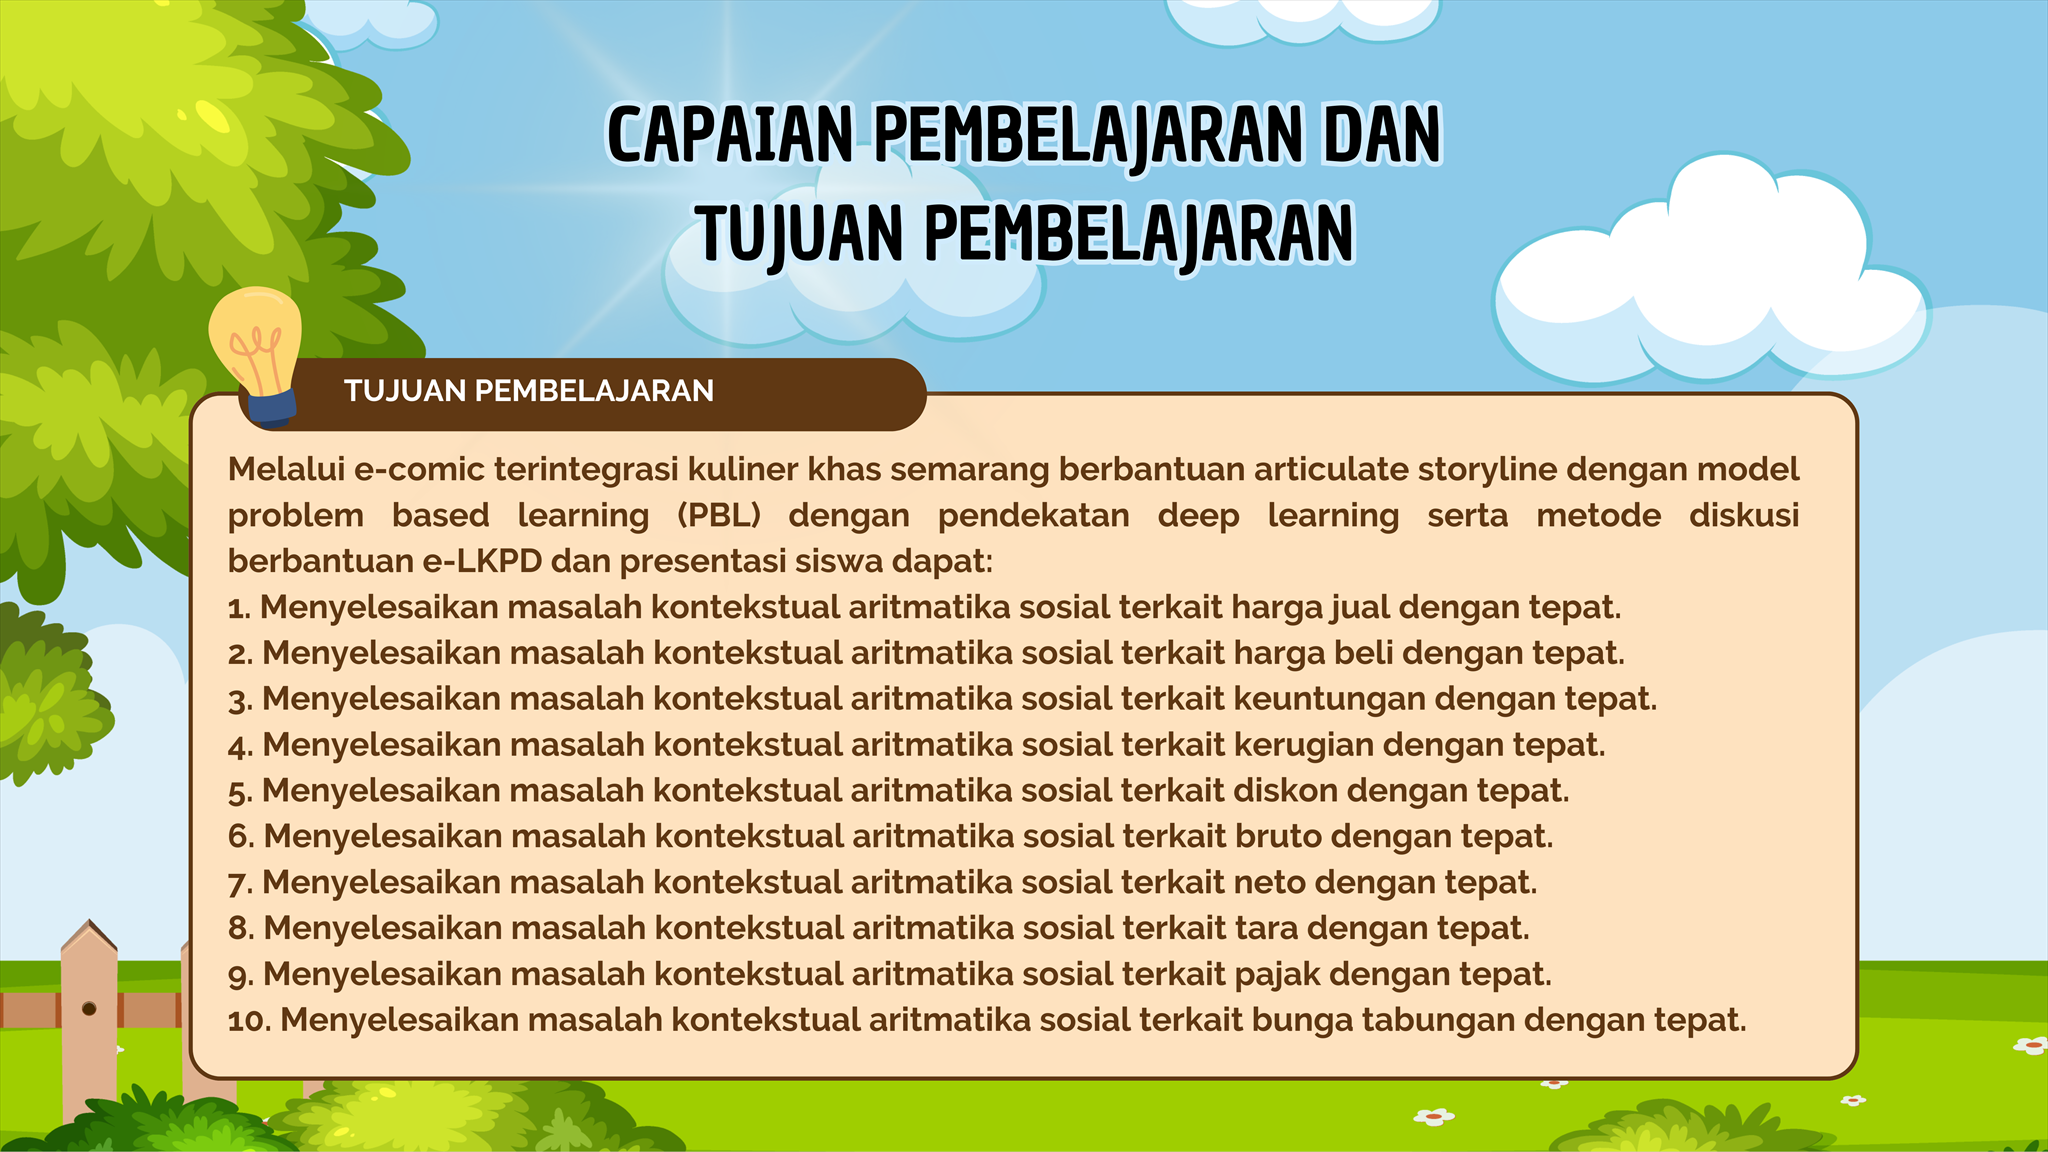 CAPAIAN PEMBELAJARAN DAN
TUJUAN PEMBELAJARAN
TUJUAN PEMBELAJARAN
Melalui e-comic terintegrasi kuliner khas semarang berbantuan articulate storyline dengan model
problem based learning (PBL) dengan pendekatan deep learning serta metode diskusi
berbantuan e-LKPD dan presentasi siswa dapat:
1. Menyelesaikan masalah kontekstual aritmatika sosial terkait harga jual dengan tepat.
2. Menyelesaikan masalah kontekstual aritmatika sosial terkait harga beli dengan tepat.
3. Menyelesaikan masalah kontekstual aritmatika sosial terkait keuntungan dengan tepat.
4. Menyelesaikan masalah kontekstual aritmatika sosial terkait kerugian dengan tepat.
5. Menyelesaikan masalah kontekstual aritmatika sosial terkait diskon dengan tepat.
6. Menyelesaikan masalah kontekstual aritmatika sosial terkait bruto dengan tepat.
7. Menyelesaikan masalah kontekstual aritmatika sosial terkait neto dengan tepat.
8. Menyelesaikan masalah kontekstual aritmatika sosial terkait tara dengan tepat.
9. Menyelesaikan masalah kontekstual aritmatika sosial terkait pajak dengan tepat.
10. Menyelesaikan masalah kontekstual aritmatika sosial terkait bunga tabungan dengan tepat.